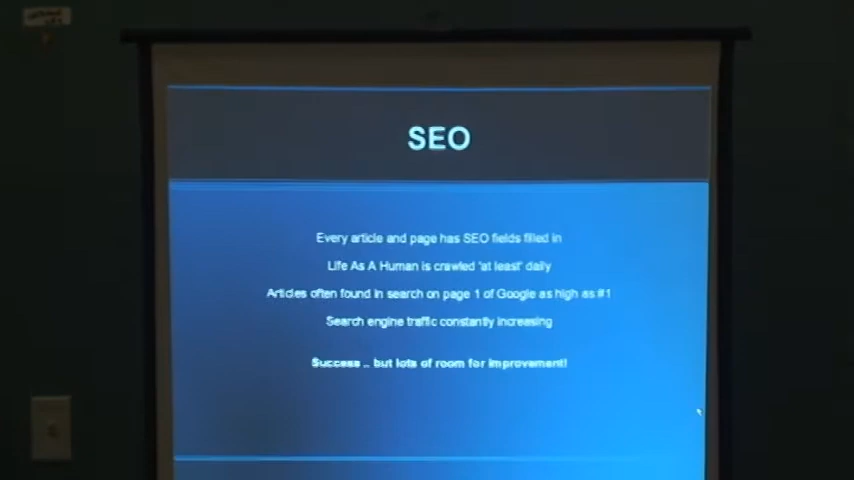 SEO
Every article and page has SEO fields filled in
Life As A Human is crawled 'at least' daily
Articles often found in search on page 1 of Google as high as #1
Search engine traffic constantly increasing
Success .. but lots of room for improvement!